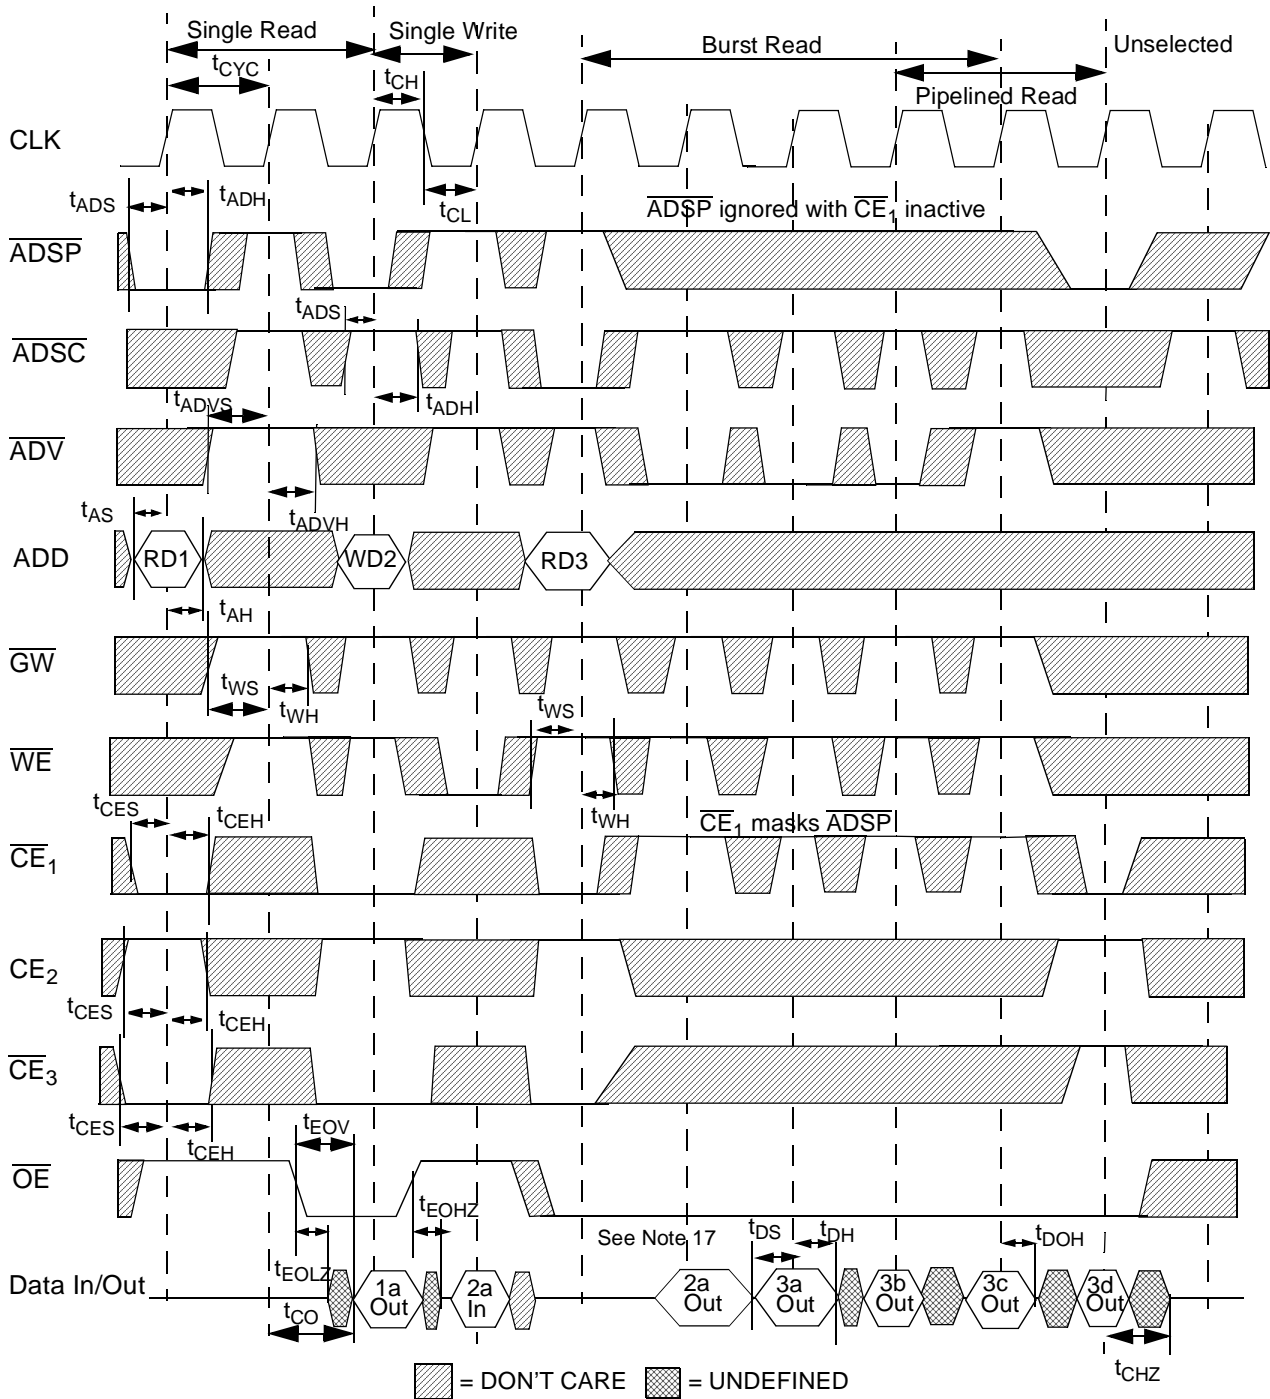 Single Read
Single Write
Burst Read
Unselected
tCYC
tCH
Pipelined Read
CLK
tADS
tADH
tCL
ADSP ignored with CE1 inactive
ADSP
tADS
ADSC
tADVS
tADH
ADV
tAS
tADVH
ADD
RD1
WD2
RD3
tAH
GW
tWS
tWH
tWS
WE
tCES
tCEH
tWH
CE1 masks ADSP
CE1
CE2
tCES
tCEH
CE3
tCES
tCEH
tEOV
OE
tEOHZ
See Note 17
tDS
tDH
tDOH
tEOLZ
Data In/Out
1a Out
2a In
2a Out
3a Out
3b Out
3c Out
3d Out
tCO
tCHZ
= DON'T CARE
= UNDEFINED